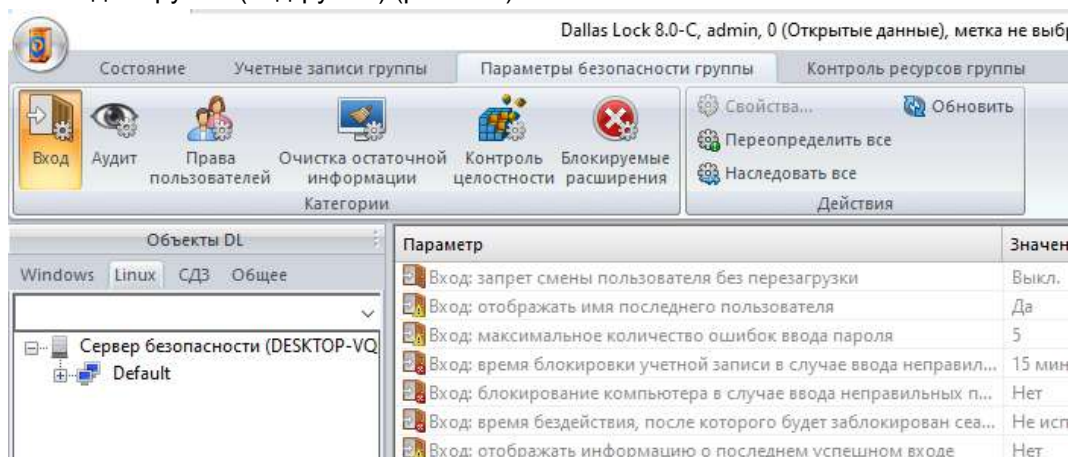 Dallas Lock 8.0-C, admin, 0 (Открытые данные), метка не выбр
Состояние Учетные записи группы Параметры безопасности группы Контроль ресурсов группы
Вход Аудит Права пользователей Очистка остаточной информации Контроль целостности Блокируемые расширения
Категории
Свойства... Обновить
Переопределить все
Наследовать все
Действия
Объекты DL
Windows Linux СДЗ Общее
Сервер безопасности (DESKTOP-VQ
Default
Параметр Значен
Вход: запрет смены пользователя без перезагрузки Выкл.
Вход: отображать имя последнего пользователя Да
Вход: максимальное количество ошибок ввода пароля 5
Вход: время блокировки учетной записи в случае ввода неправил... 15 мин
Вход: блокирование компьютера в случае ввода неправильных п... Нет
Вход: время бездействия, после которого будет заблокирован сеа... Не исп
Вход: отображать информацию о последнем успешном входе Нет